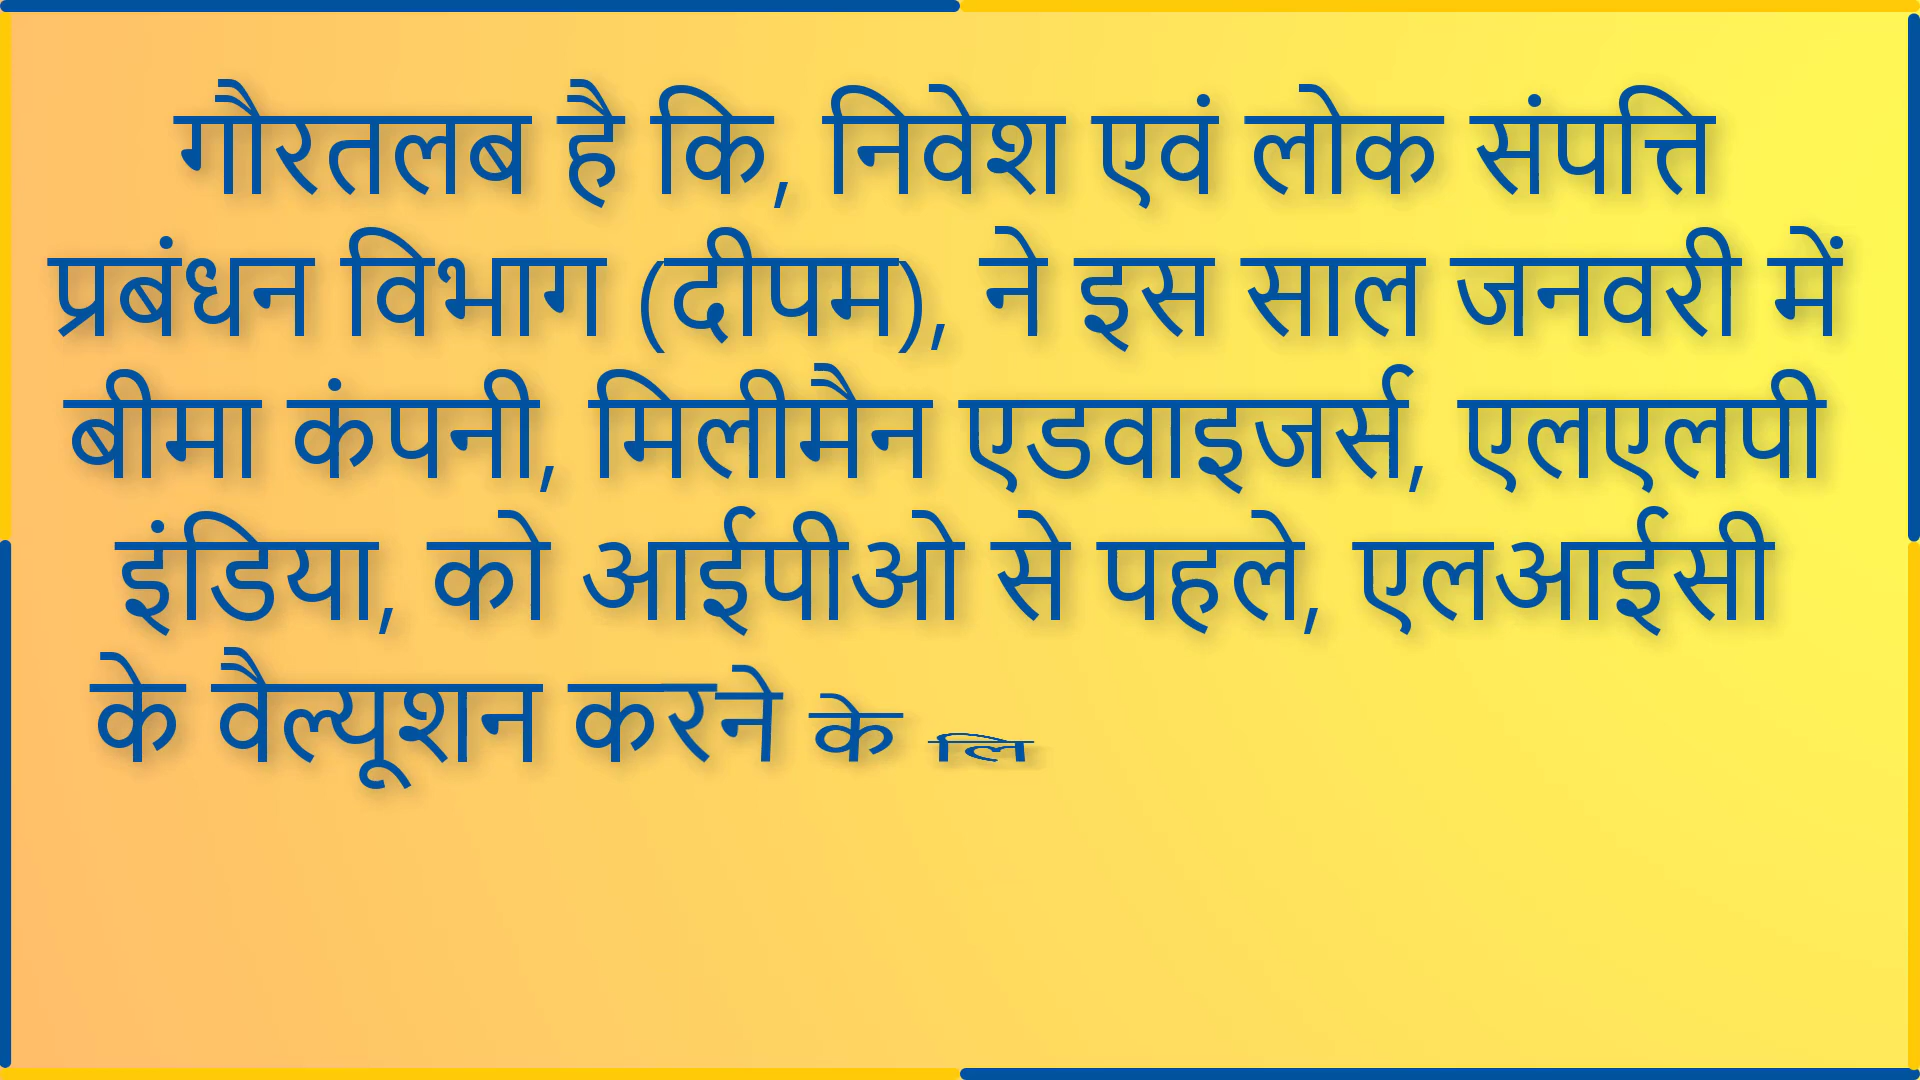 गौरतलब है कि, निवेश एवं लोक संपत्ति
प्रबंधन विभाग (दीपम), ने इस साल जनवरी में
बीमा कंपनी, मिलीमैन एडवाइजर्स, एलएलपी
इंडिया, को आईपीओ से पहले, एलआईसी
के वैल्यूशन करने के लि